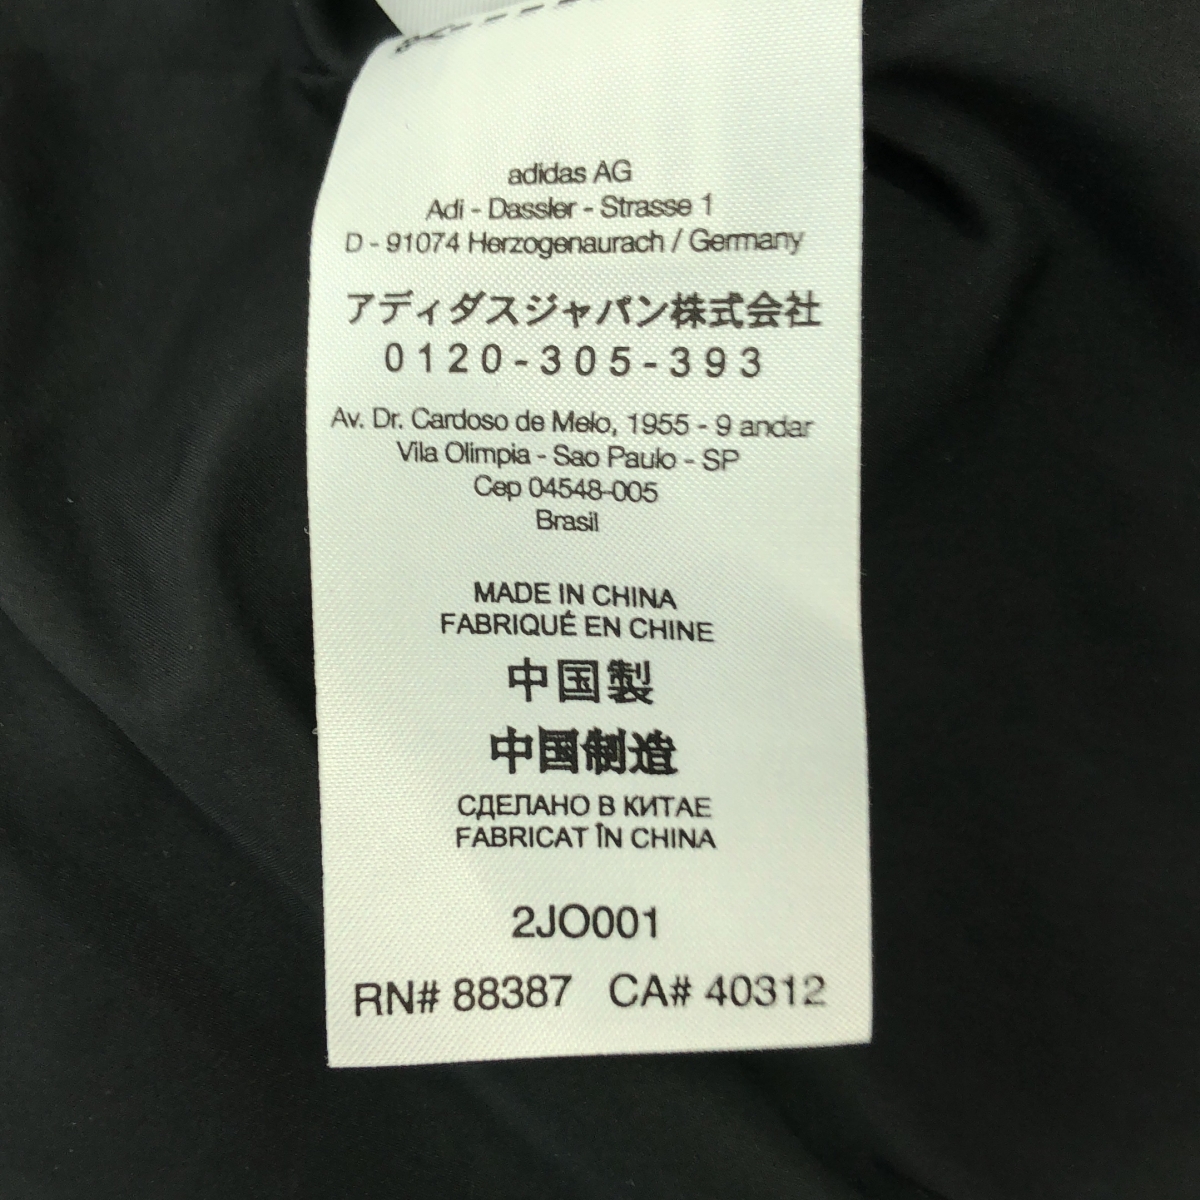 adidas AG
Adi - Dassler - Strasse 1
D - 91074 Herzogenaurach / Germany
アディダスジャパン株式会社
0120-305-393
Av. Dr. Cardoso de Melo, 1955 - 9 andar
Vila Olimpia - Sao Paulo - SP
Cep 04548-005
Brasil
MADE IN CHINA
FABRIQUÉ EN CHINE
中国製
中国制造
СДЕЛАНО В КИТАЕ
FABRICAT ÎN CHINA
2JO001
RN# 88387 CA# 40312